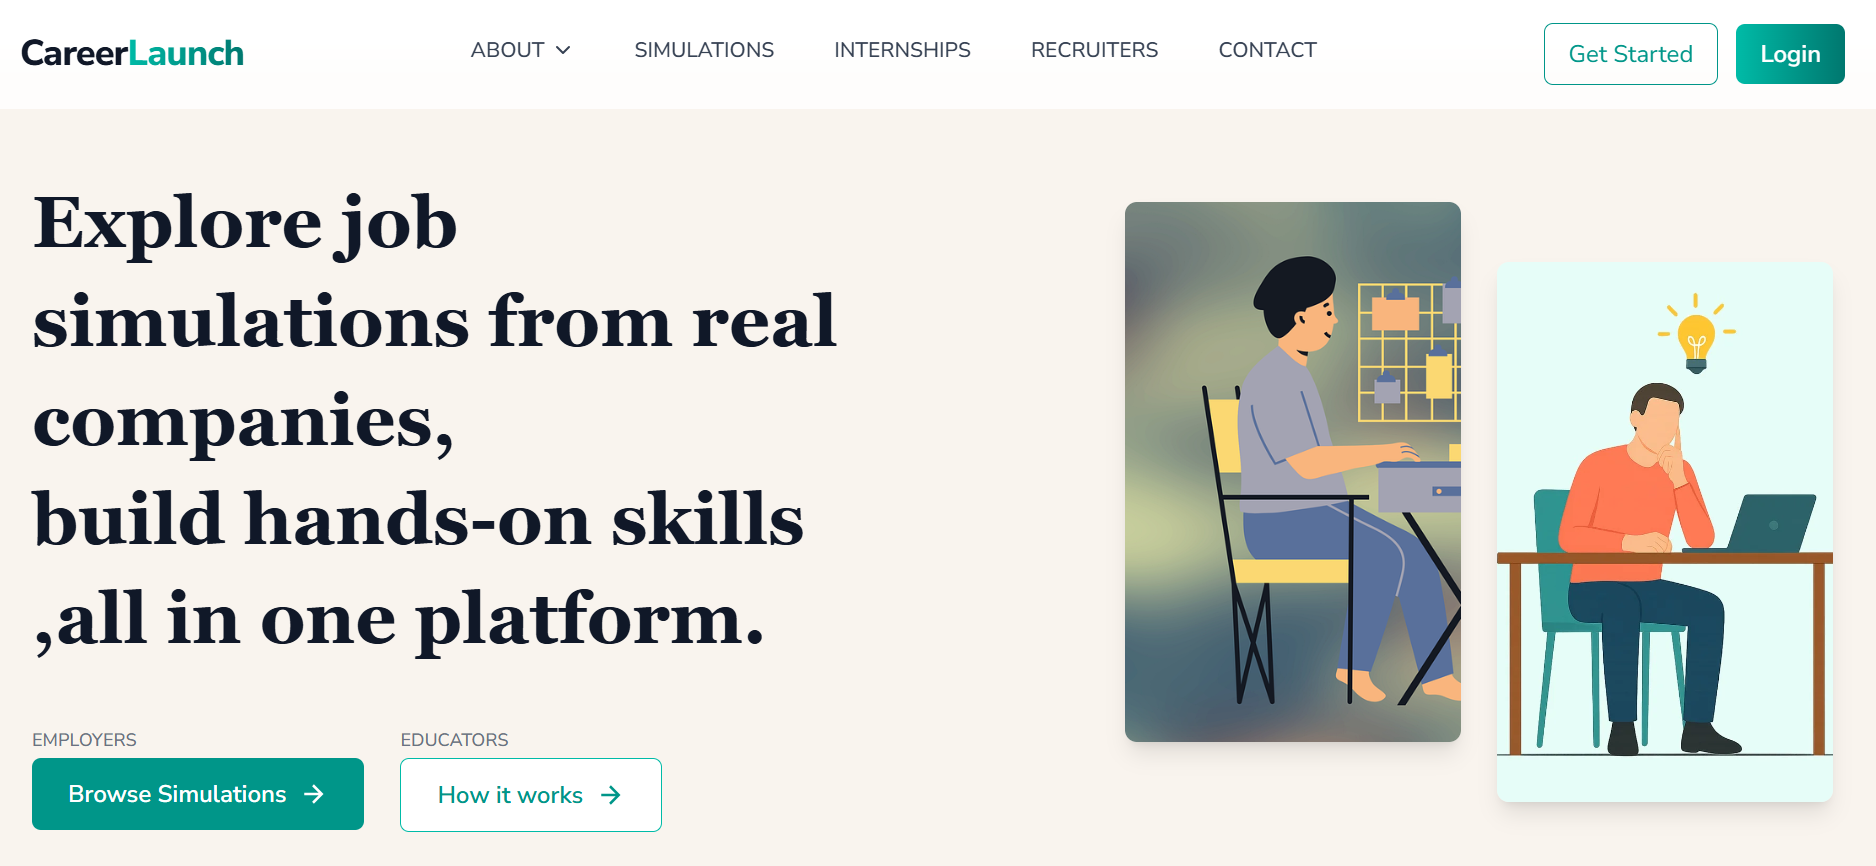 CareerLaunch
ABOUT
SIMULATIONS
INTERNSHIPS
RECRUITERS
CONTACT
Get Started
Login
Explore job
simulations from real
companies,
build hands-on skills
,all in one platform.
EMPLOYERS
Browse Simulations →
EDUCATORS
How it works →